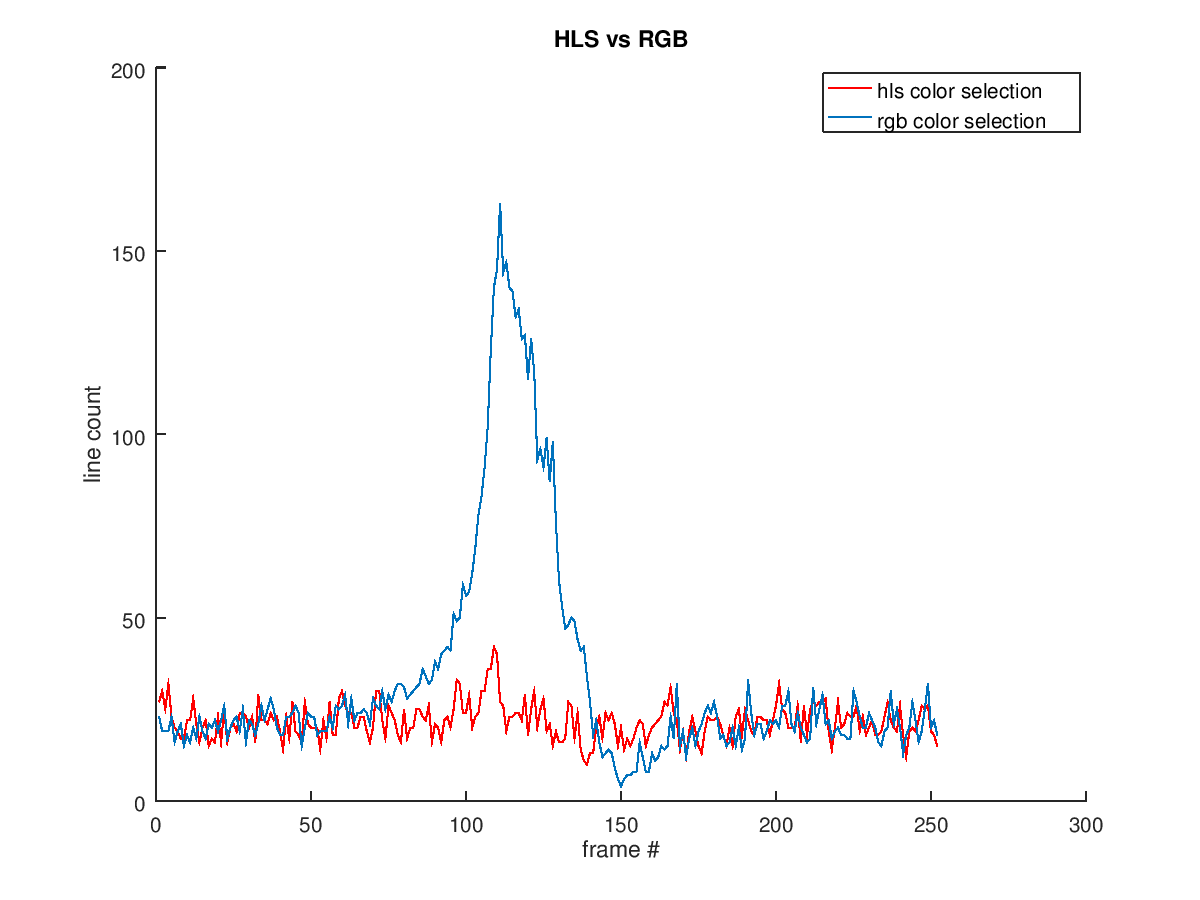 HLS vs RGB
200
hls color selection
rgb color selection
150
100
line count
50
0
0 50 100 150 200 250 300
frame #